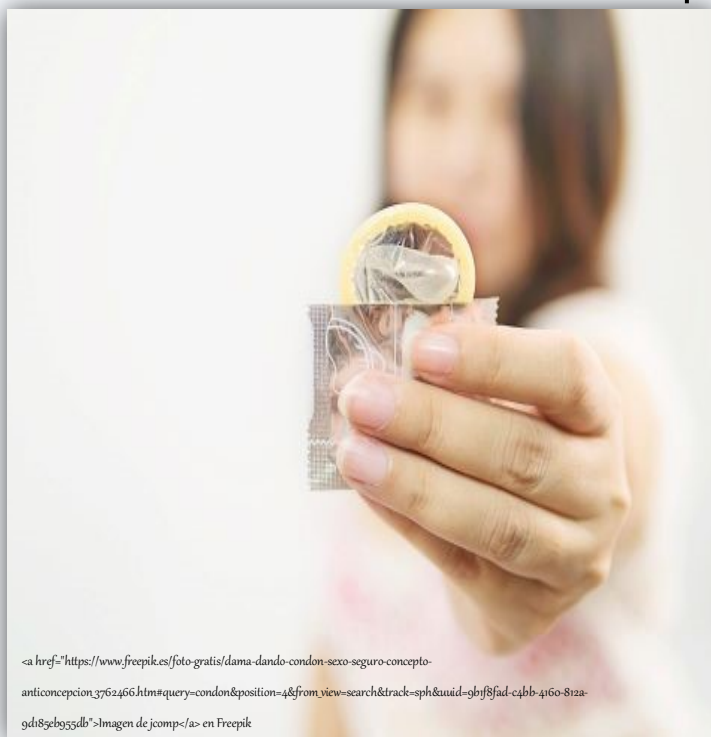 <a href="https://www.freepik.es/foto-gratis/dama-dando-condon-sexo-seguro-concepto-
anticoncepcion_3762466.htm#query=condon&position=4&from_view=search&track=sph&uuid=9b1f8fad-c4bb-4160-812a-
9d185eb955db">Imagen de jcomp</a> en Freepik